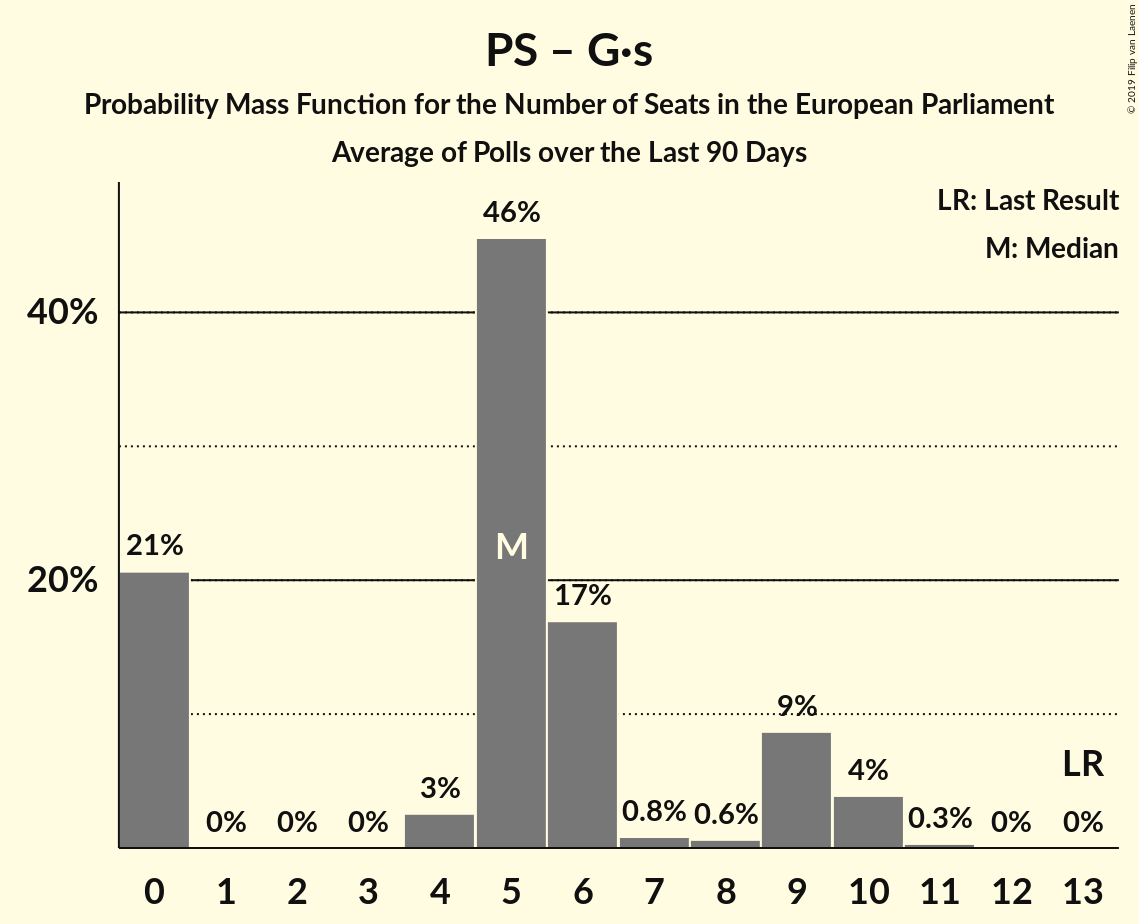 PS – G·s
Probability Mass Function for the Number of Seats in the European Parliament
Average of Polls over the Last 90 Days
© 2019 Filip van Laenen
LR: Last Result
M: Median
46%
40%
21%
M
20%
17%
9%
LR
4%
3%
0% 0% 0% 0.8% 0.6% 0.3% 0% 0%
0 1 2 3 4 5 6 7 8 9 10 11 12 13